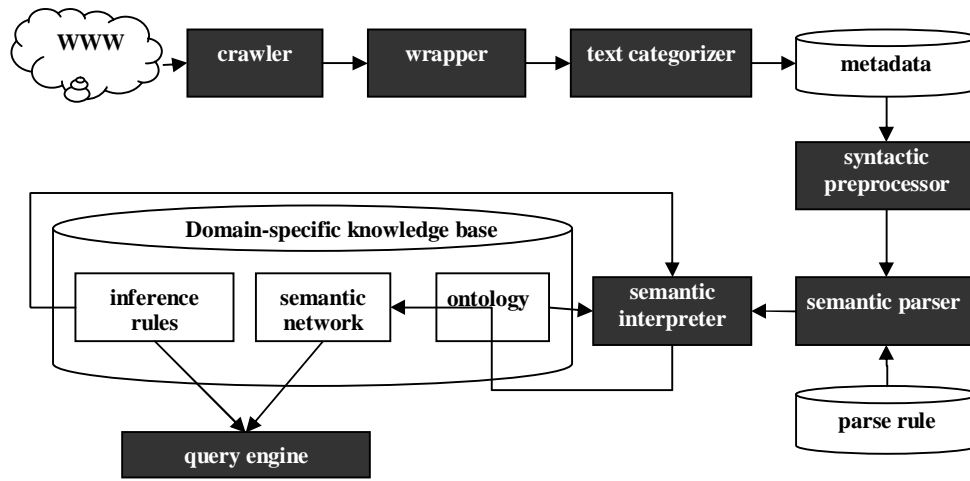 WWW
crawler
wrapper
text categorizer
metadata
syntactic
preprocessor
Domain-specific knowledge base
inference
rules
semantic
network
ontology
semantic
interpreter
semantic parser
parse rule
query engine